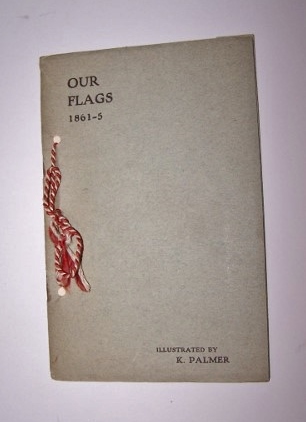 OUR
FLAGS
1861-5
ILLUSTRATED BY
K. PALMER